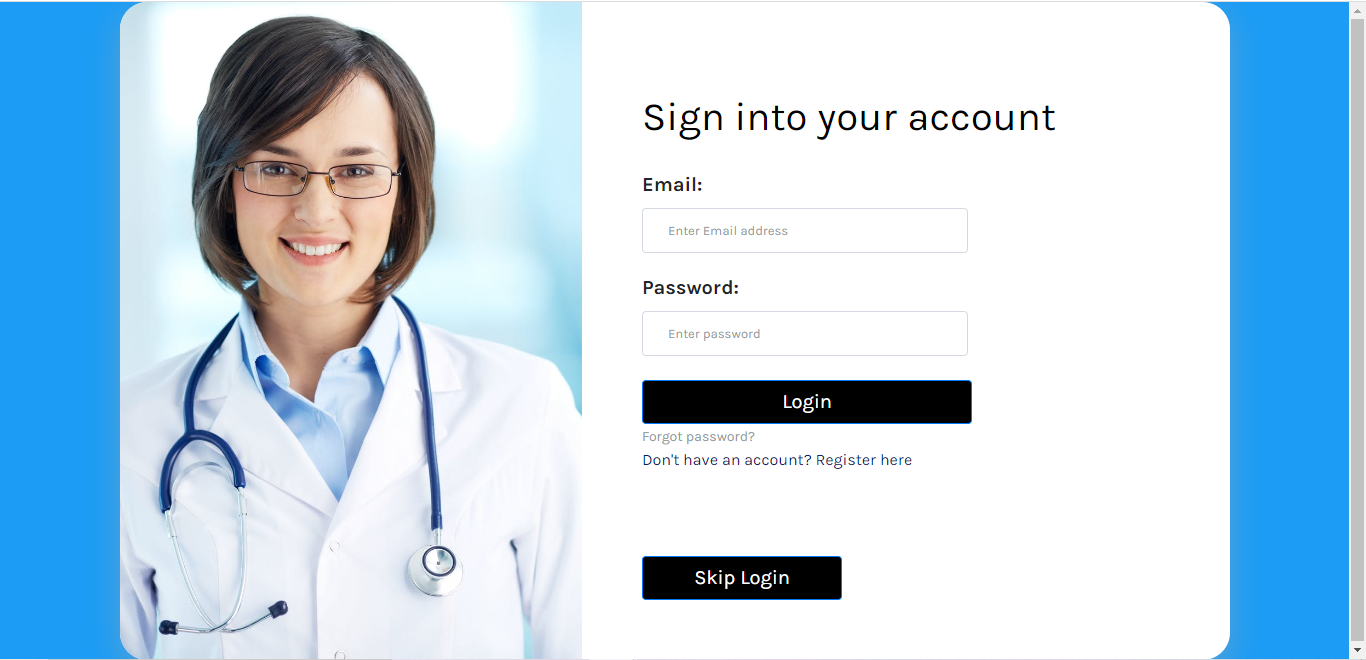 Sign into your account
Email:
Enter Email address
Password:
Enter password
Login
Forgot password?
Don't have an account? Register here
Skip Login